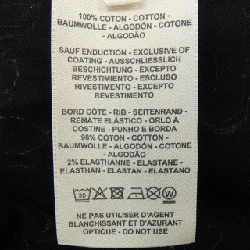 100% COTON - COTTON -
BAUMWOLLE - ALGODÓN - COTONE
- ALGODÃO
SAUF ENDUCTION - EXCLUSIVE OF
COATING - AUSSCHLIESSLICH
BESCHICHTUNG - EXCEPTO
REVESTIMIENTO - ESCLUSO
RIVESTIMENTO - EXCEPTO
REVESTIMENTO
BORD CÔTE - RIB - SEITENRAND -
REMATE ELÁSTICO - ORLO A
COSTINE - PUNHO E BORDA
98% COTON - COTTON -
BAUMWOLLE - ALGODÓN - COTONE
- ALGODÃO
2% ELASTHANNE - ELASTANE -
ELASTHAN - ELASTAN - ELASTANO
30
NE PAS UTILISER D'AGENT
BLANCHISSANT ET D'AZURANT
OPTIQUE - DO NOT USE